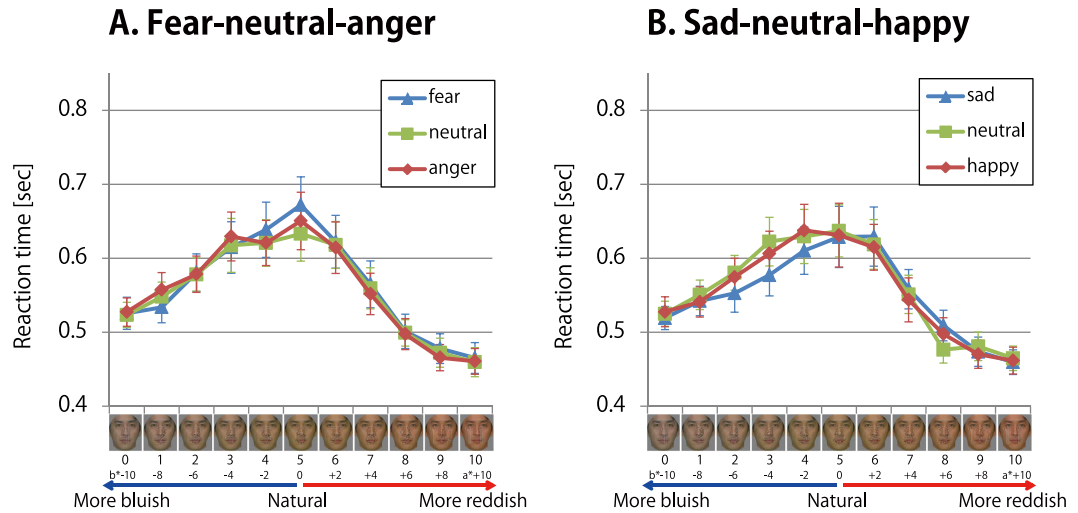 A. Fear-neutral-anger
Reaction time [sec]
0.8
0.7
0.6
0.5
0.4
fear
neutral
anger
0 1 2 3 4 5 6 7 8 9 10
b*-10 -8 -6 -4 -2 0 +2 +4 +6 +8 a*+10
More bluish Natural More reddish
B. Sad-neutral-happy
Reaction time [sec]
0.8
0.7
0.6
0.5
0.4
sad
neutral
happy
0 1 2 3 4 5 6 7 8 9 10
b*-10 -8 -6 -4 -2 0 +2 +4 +6 +8 a*+10
More bluish Natural More reddish